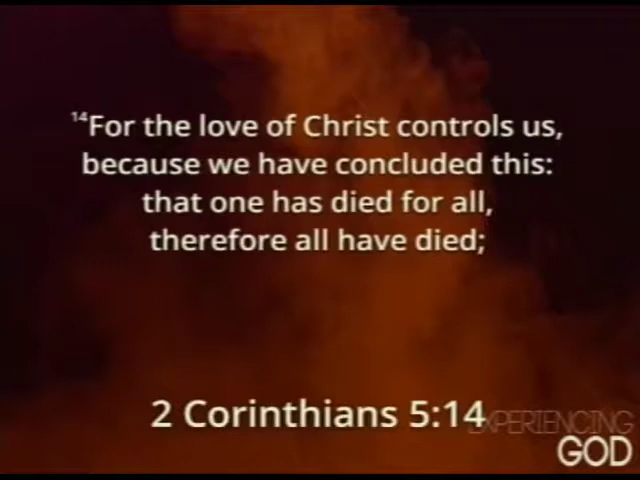 ¹⁴For the love of Christ controls us,
because we have concluded this:
that one has died for all,
therefore all have died;
2 Corinthians 5:14
EXPERIENCING
GOD